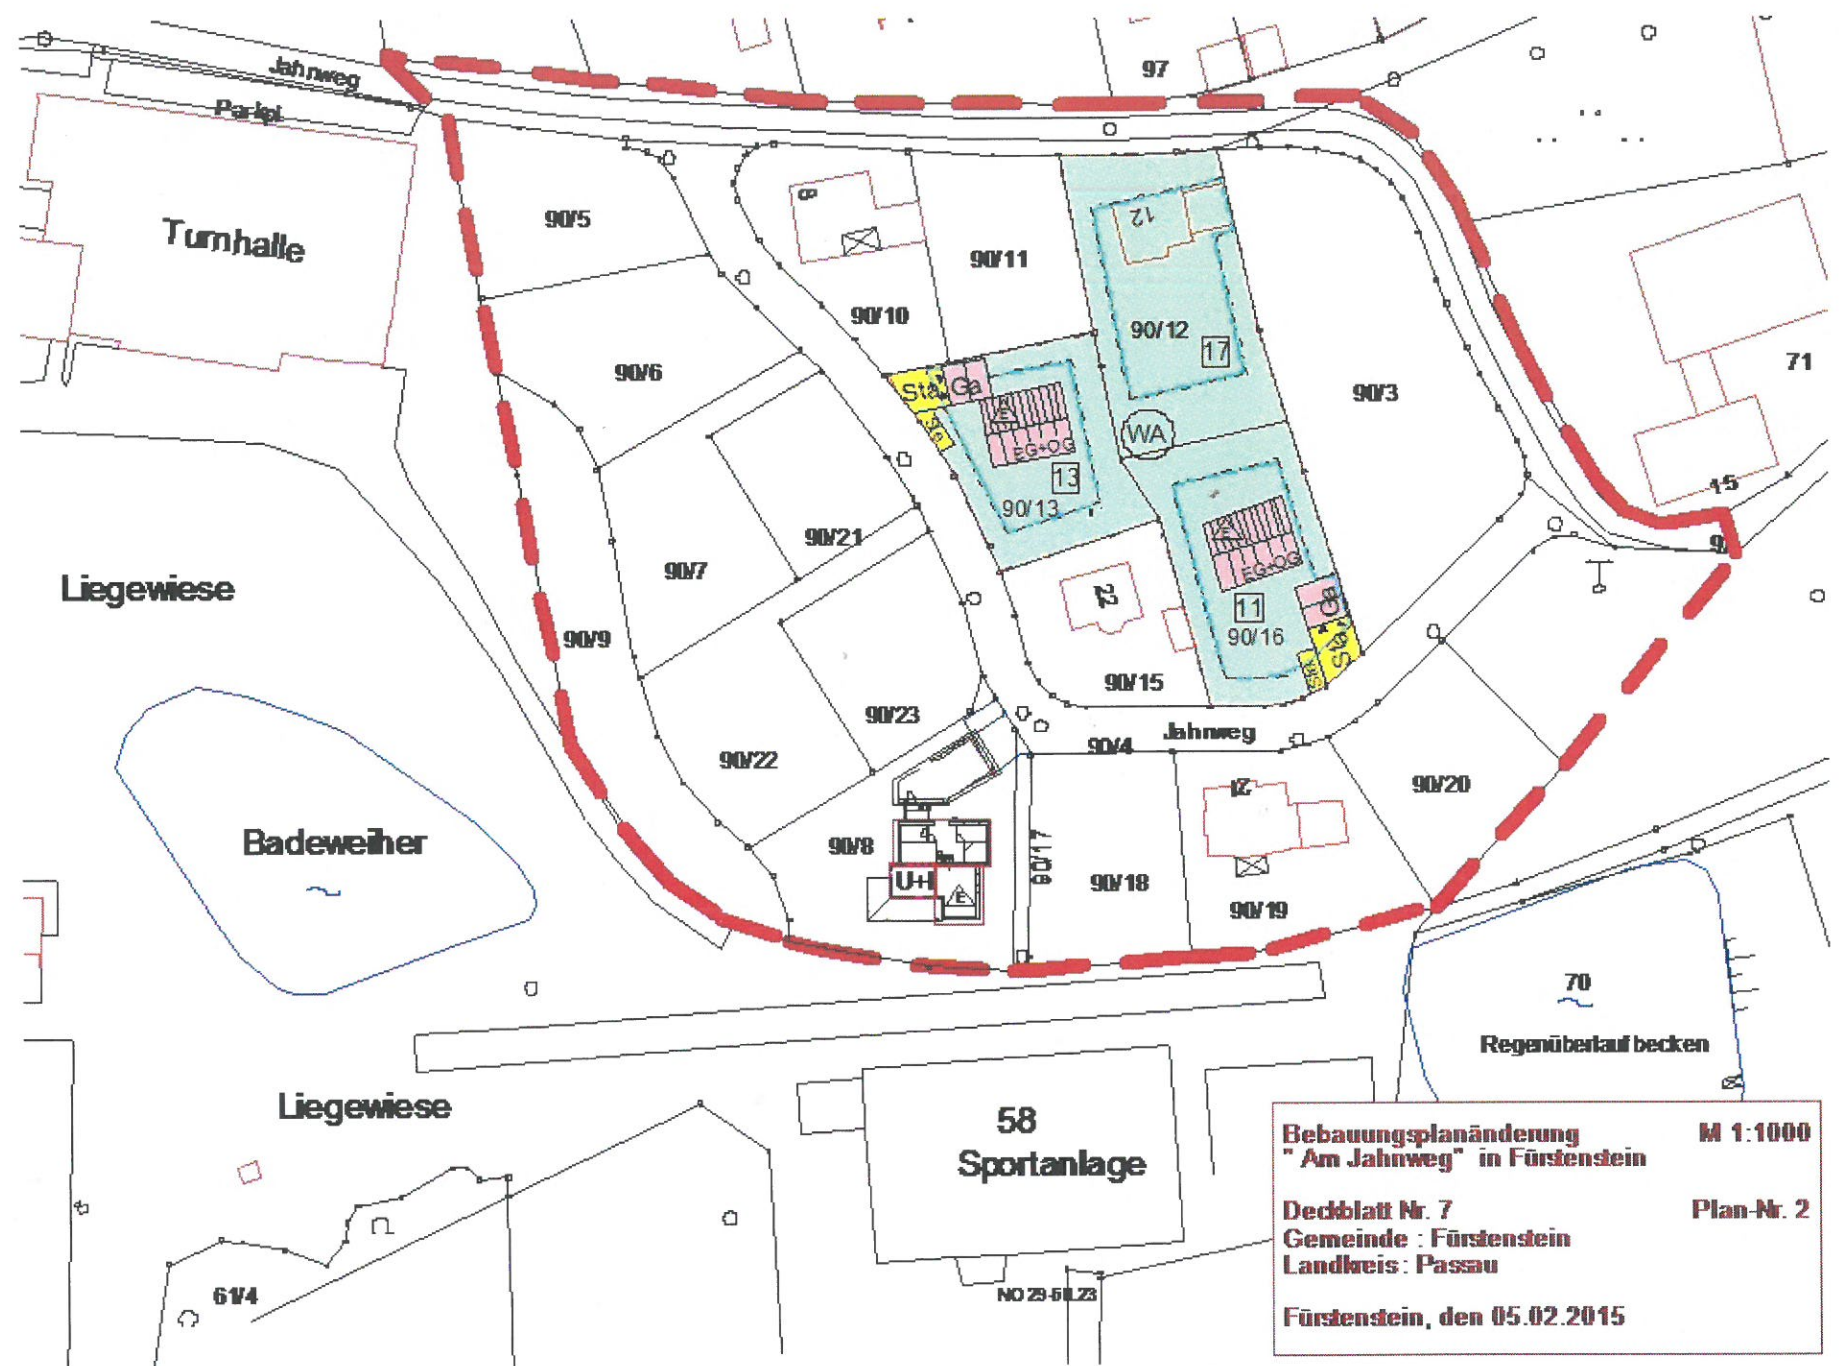 Jahnweg
Parkpl.
97
Turnhalle
90/5
8
90/11
12
90/10
90/12
17
90/6
Sta
Ga
E
EG+OG
13
90/13
WA
90/3
71
15
90/21
90/7
Liegewiese
90/9
22
E
EG+OG
11
90/16
Ga
Sta
90/15
90/23
Jahnweg
90/4
90/22
21
90/20
90/8
U+I
E
90/17
90/18
90/19
Badeweiher
70
Regenüberlaufbecken
Liegewiese
58
Sportanlage
61/4
Bebauungsplanänderung M 1:1000
" Am Jahnweg" in Fürstenstein
Deckblatt Nr. 7 Plan-Nr. 2
Gemeinde : Fürstenstein
Landkreis : Passau
Fürstenstein, den 05.02.2015